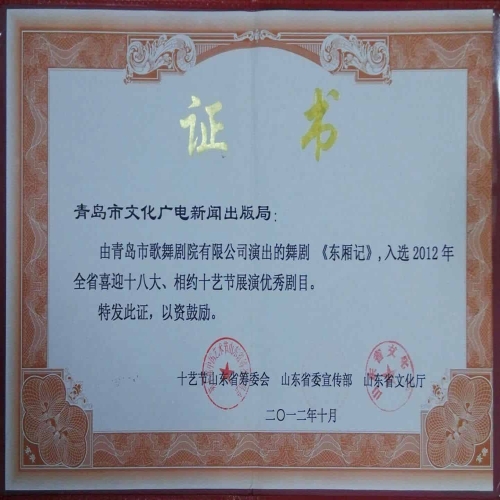 证 书
青岛市文化广电新闻出版局：
由青岛市歌舞剧院有限公司演出的舞剧 《东厢记》,入选2012年
全省喜迎十八大、相约十艺节展演优秀剧目。
特发此证，以资鼓励。
十艺节山东省筹委会 山东省委宣传部 山东省文化厅
二〇一二年十月